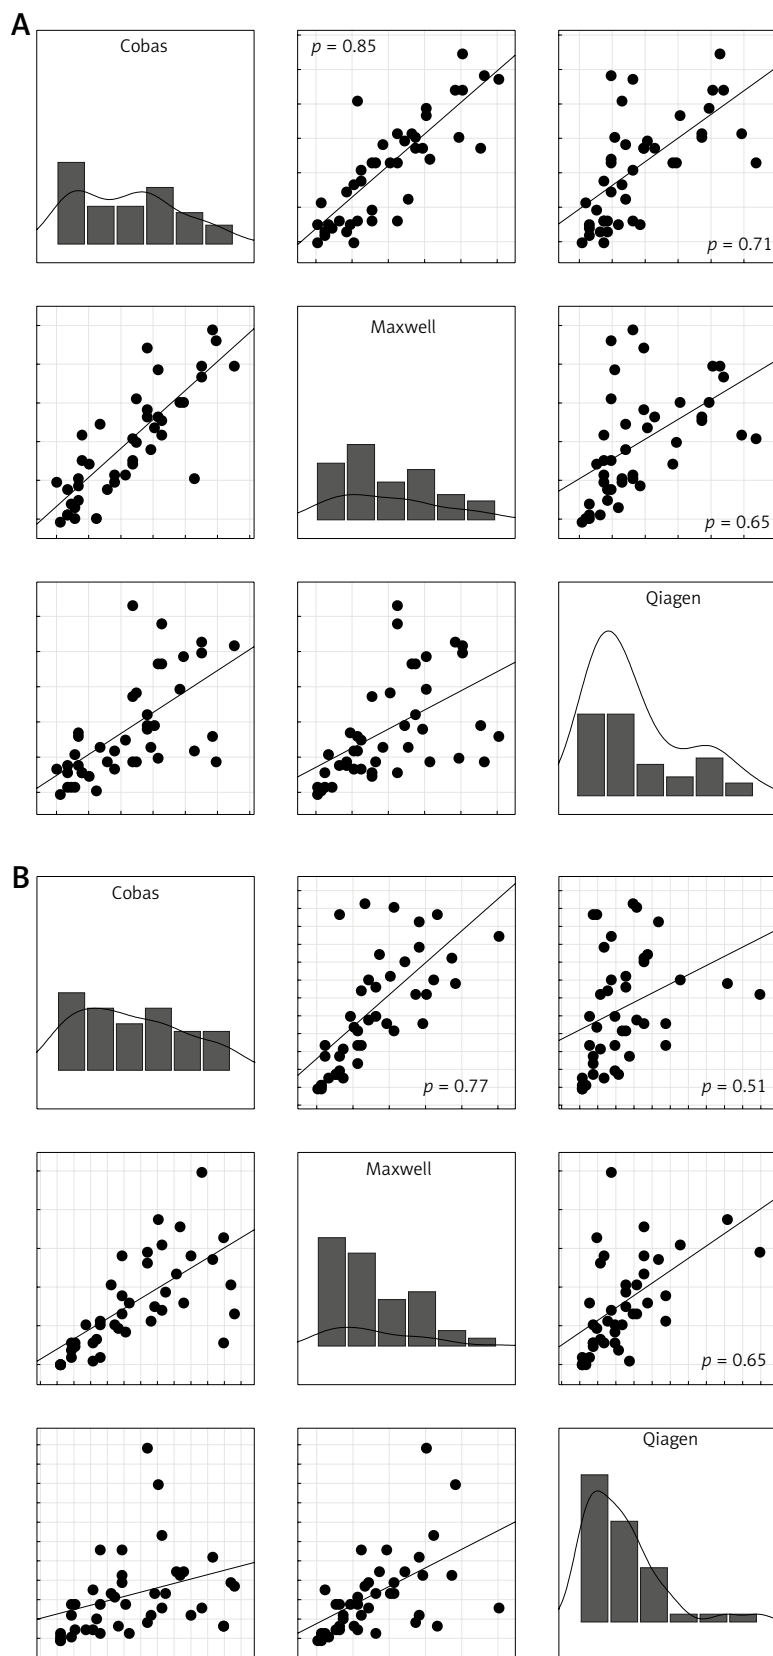 A
Cobas
p = 0.85
p = 0.71
Maxwell
p = 0.65
Qiagen
B
Cobas
p = 0.77
p = 0.51
Maxwell
p = 0.65
Qiagen